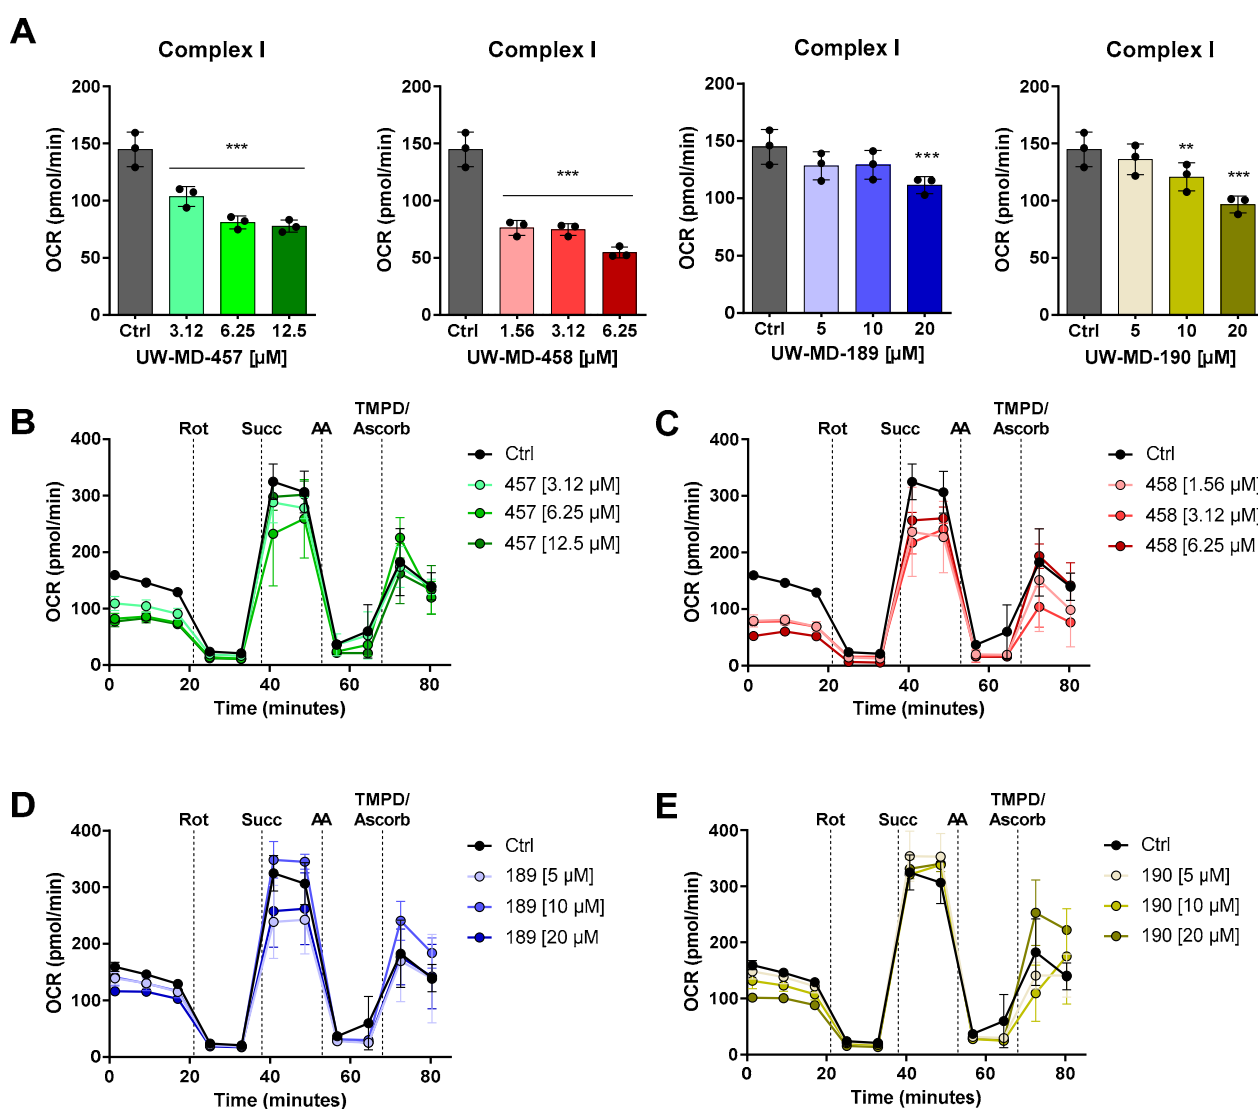 A
Complex I
Complex I
Complex I
Complex I
OCR (pmol/min)
200
150
100
50
0
***
Ctrl 3.12 6.25 12.5
UW-MD-457 [µM]
OCR (pmol/min)
200
150
100
50
0
***
Ctrl 1.56 3.12 6.25
UW-MD-458 [µM]
OCR (pmol/min)
200
150
100
50
0
***
Ctrl 5 10 20
UW-MD-189 [µM]
OCR (pmol/min)
200
150
100
50
0
**
***
Ctrl 5 10 20
UW-MD-190 [µM]
B
Rot Succ AA TMPD/
Ascorb
OCR (pmol/min)
400
300
200
100
0
0 20 40 60 80
Time (minutes)
Ctrl
457 [3.12 µM]
457 [6.25 µM]
457 [12.5 µM]
C
Rot Succ AA TMPD/
Ascorb
OCR (pmol/min)
400
300
200
100
0
0 20 40 60 80
Time (minutes)
Ctrl
458 [1.56 µM]
458 [3.12 µM]
458 [6.25 µM
D
Rot Succ AA TMPD/
Ascorb
OCR (pmol/min)
400
300
200
100
0
0 20 40 60 80
Time (minutes)
Ctrl
189 [5 µM]
189 [10 µM]
189 [20 µM
E
Rot Succ AA TMPD/
Ascorb
OCR (pmol/min)
400
300
200
100
0
0 20 40 60 80
Time (minutes)
Ctrl
190 [5 µM]
190 [10 µM]
190 [20 µM]